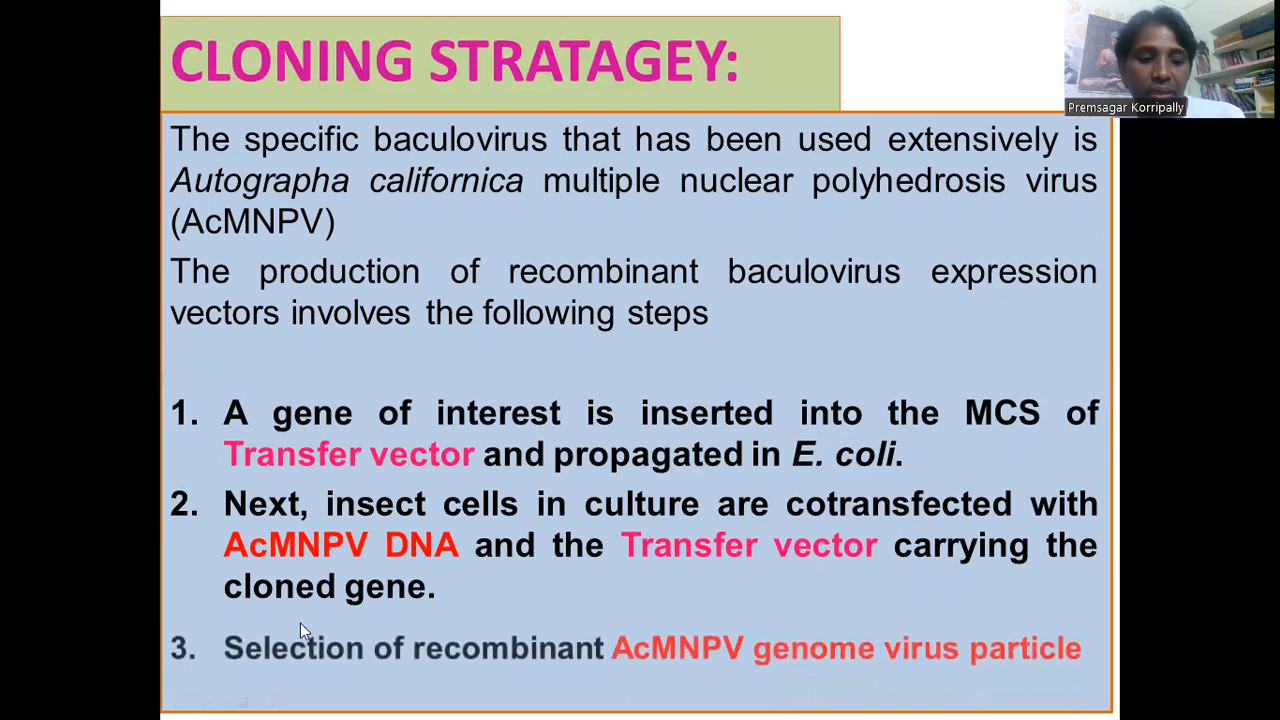 CLONING STRATAGEY:
Premsagar Korripally
The specific baculovirus that has been used extensively is
Autographa californica multiple nuclear polyhedrosis virus
(AcMNPV)
The production of recombinant baculovirus expression
vectors involves the following steps
1. A gene of interest is inserted into the MCS of
Transfer vector and propagated in E. coli.
2. Next, insect cells in culture are cotransfected with
AcMNPV DNA and the Transfer vector carrying the
cloned gene.
3. Selection of recombinant AcMNPV genome virus particle